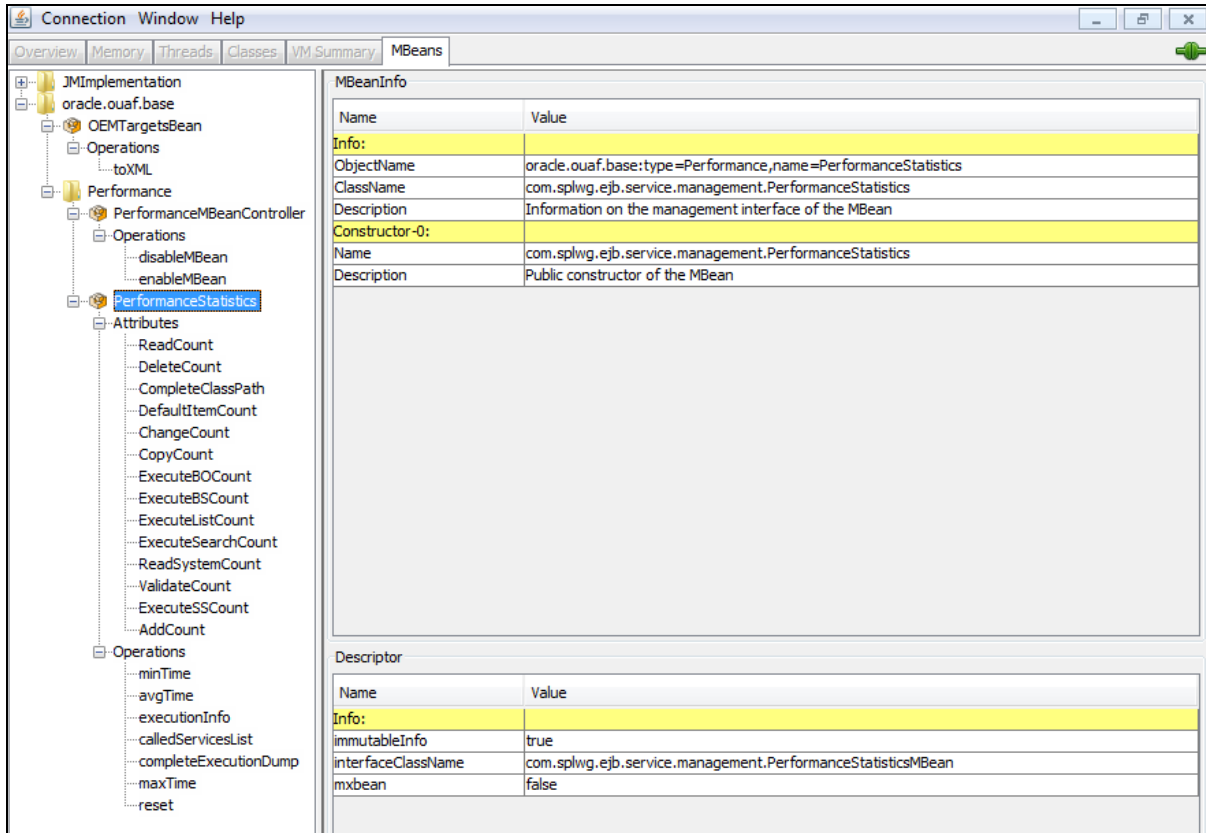 Connection Window Help
Overview Memory Threads Classes VM Summary MBeans
JMImplementation
oracle.ouaf.base
OEMTargetsBean
Operations
toXML
Performance
PerformanceMBeanController
Operations
disableMBean
enableMBean
PerformanceStatistics
Attributes
ReadCount
DeleteCount
CompleteClassPath
DefaultItemCount
ChangeCount
CopyCount
ExecuteBOCount
ExecuteBSCount
ExecuteListCount
ExecuteSearchCount
ReadSystemCount
ValidateCount
ExecuteSSCount
AddCount
Operations
minTime
avgTime
executionInfo
calledServicesList
completeExecutionDump
maxTime
reset
MBeanInfo
Name Value
Info:
ObjectName oracle.ouaf.base:type=Performance,name=PerformanceStatistics
ClassName com.splwg.ejb.service.management.PerformanceStatistics
Description Information on the management interface of the MBean
Constructor-0:
Name com.splwg.ejb.service.management.PerformanceStatistics
Description Public constructor of the MBean
Descriptor
Name Value
Info:
immutableInfo true
interfaceClassName com.splwg.ejb.service.management.PerformanceStatisticsMBean
mxbean false